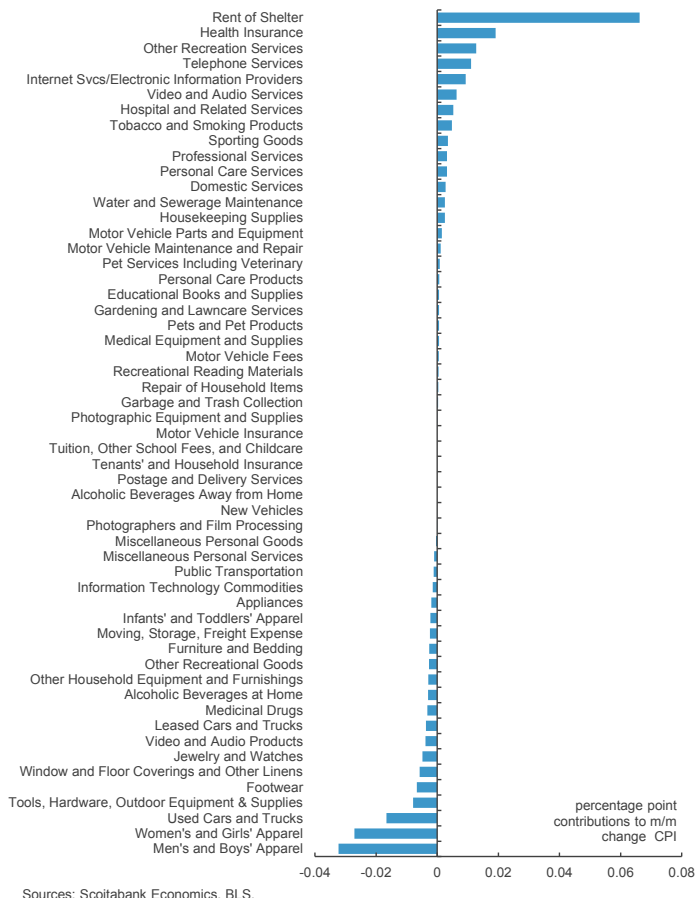 Rent of Shelter
Health Insurance
Other Recreation Services
Telephone Services
Internet Svcs/Electronic Information Providers
Video and Audio Services
Hospital and Related Services
Tobacco and Smoking Products
Sporting Goods
Professional Services
Personal Care Services
Domestic Services
Water and Sewerage Maintenance
Housekeeping Supplies
Motor Vehicle Parts and Equipment
Motor Vehicle Maintenance and Repair
Pet Services Including Veterinary
Personal Care Products
Educational Books and Supplies
Gardening and Lawncare Services
Pets and Pet Products
Medical Equipment and Supplies
Motor Vehicle Fees
Recreational Reading Materials
Repair of Household Items
Garbage and Trash Collection
Photographic Equipment and Supplies
Motor Vehicle Insurance
Tuition, Other School Fees, and Childcare
Tenants' and Household Insurance
Postage and Delivery Services
Alcoholic Beverages Away from Home
New Vehicles
Photographers and Film Processing
Miscellaneous Personal Goods
Miscellaneous Personal Services
Public Transportation
Information Technology Commodities
Appliances
Infants' and Toddlers' Apparel
Moving, Storage, Freight Expense
Furniture and Bedding
Other Recreational Goods
Other Household Equipment and Furnishings
Alcoholic Beverages at Home
Medicinal Drugs
Leased Cars and Trucks
Video and Audio Products
Jewelry and Watches
Window and Floor Coverings and Other Linens
Footwear
Tools, Hardware, Outdoor Equipment & Supplies
Used Cars and Trucks
Women's and Girls' Apparel
Men's and Boys' Apparel
percentage point
contributions to m/m
change CPI
-0.04 -0.02 0 0.02 0.04 0.06 0.08
Sources: Scoitabank Economics, BLS.